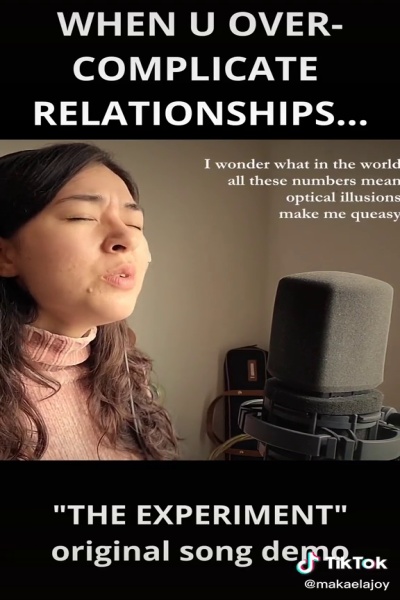 WHEN U OVER-
COMPLICATE
RELATIONSHIPS...
I wonder what in the world
all these numbers mean
optical illusions
make me queasy
"THE EXPERIMENT"
original song demo
TikTok
@makaelajoy